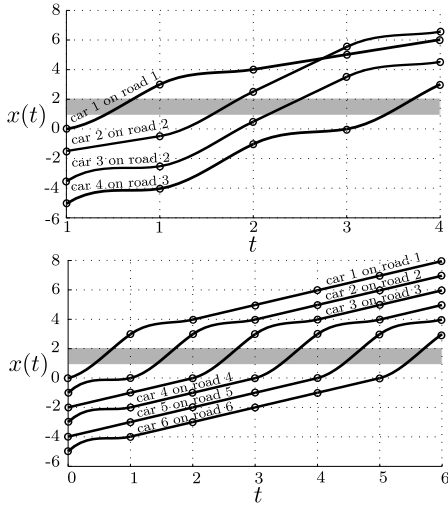 8
6
car 1 on road 1
4
2
x(t)
car 2 on road 2
0
-2
car 3 on road 2
-4
car 4 on road 3
-6
1 1 2 3 4
t
8
car 1 on road 1
6
car 2 on road 2
4
car 3 on road 3
2
x(t)
0
car 4 on road 4
-2
car 5 on road 5
-4
car 6 on road 6
-6
0 1 2 3 4 5 6
t